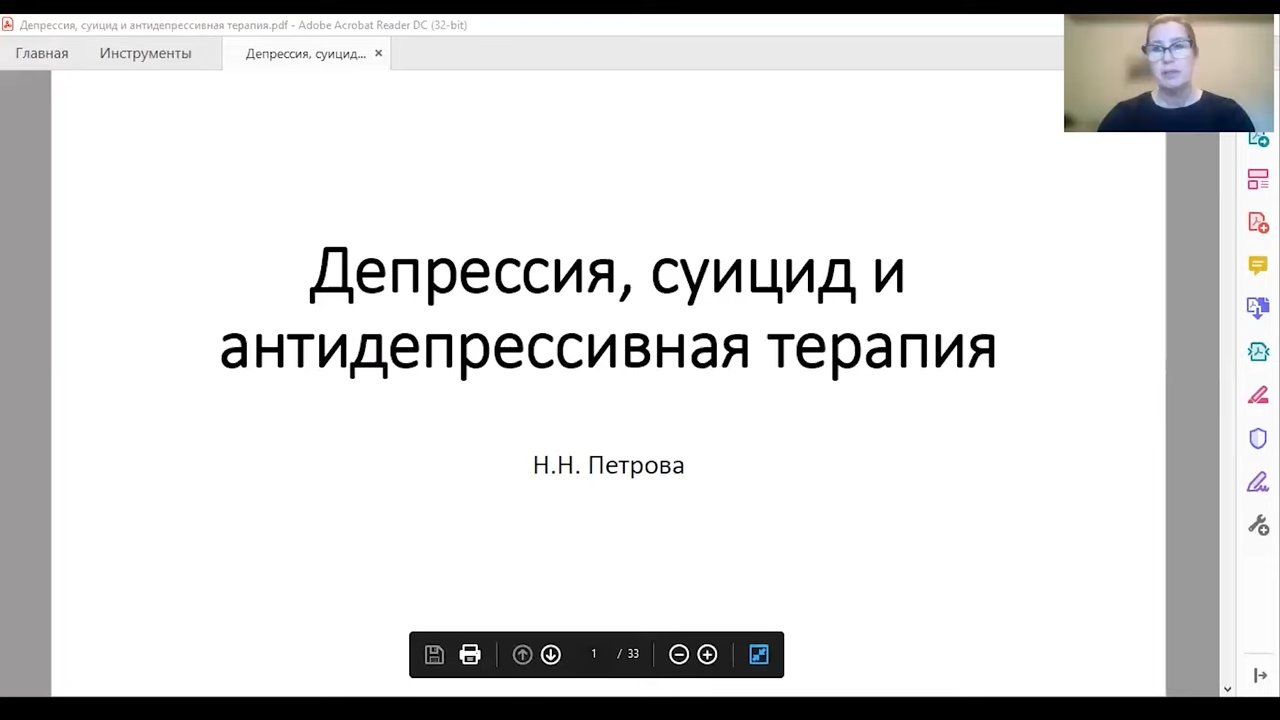 Депрессия, суицид и антидепрессивная терапия.pdf - Adobe Acrobat Reader DC (32-bit)
Главная
Инструменты
Депрессия, суицид...
Депрессия, суицид и
антидепрессивная терапия
Н.Н. Петрова
1 / 33